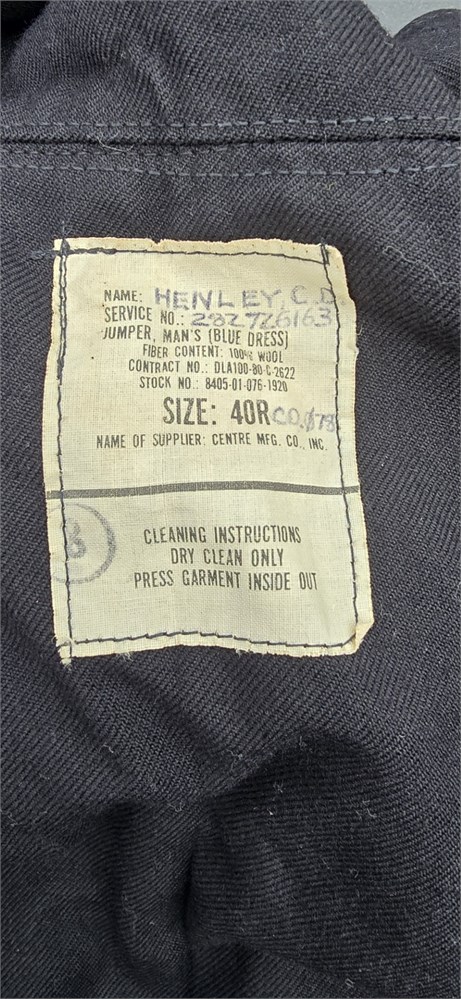 NAME: HENLEY, C.D.
SERVICE NO.: 282726163
JUMPER, MAN'S (BLUE DRESS)
FIBER CONTENT: 100% WOOL
CONTRACT NO.: DLA100-80-C-2622
STOCK NO.: 8405-01-076-1920
SIZE: 40R CO.
NAME OF SUPPLIER: CENTRE MFG. CO., INC.
CLEANING INSTRUCTIONS
DRY CLEAN ONLY
PRESS GARMENT INSIDE OUT